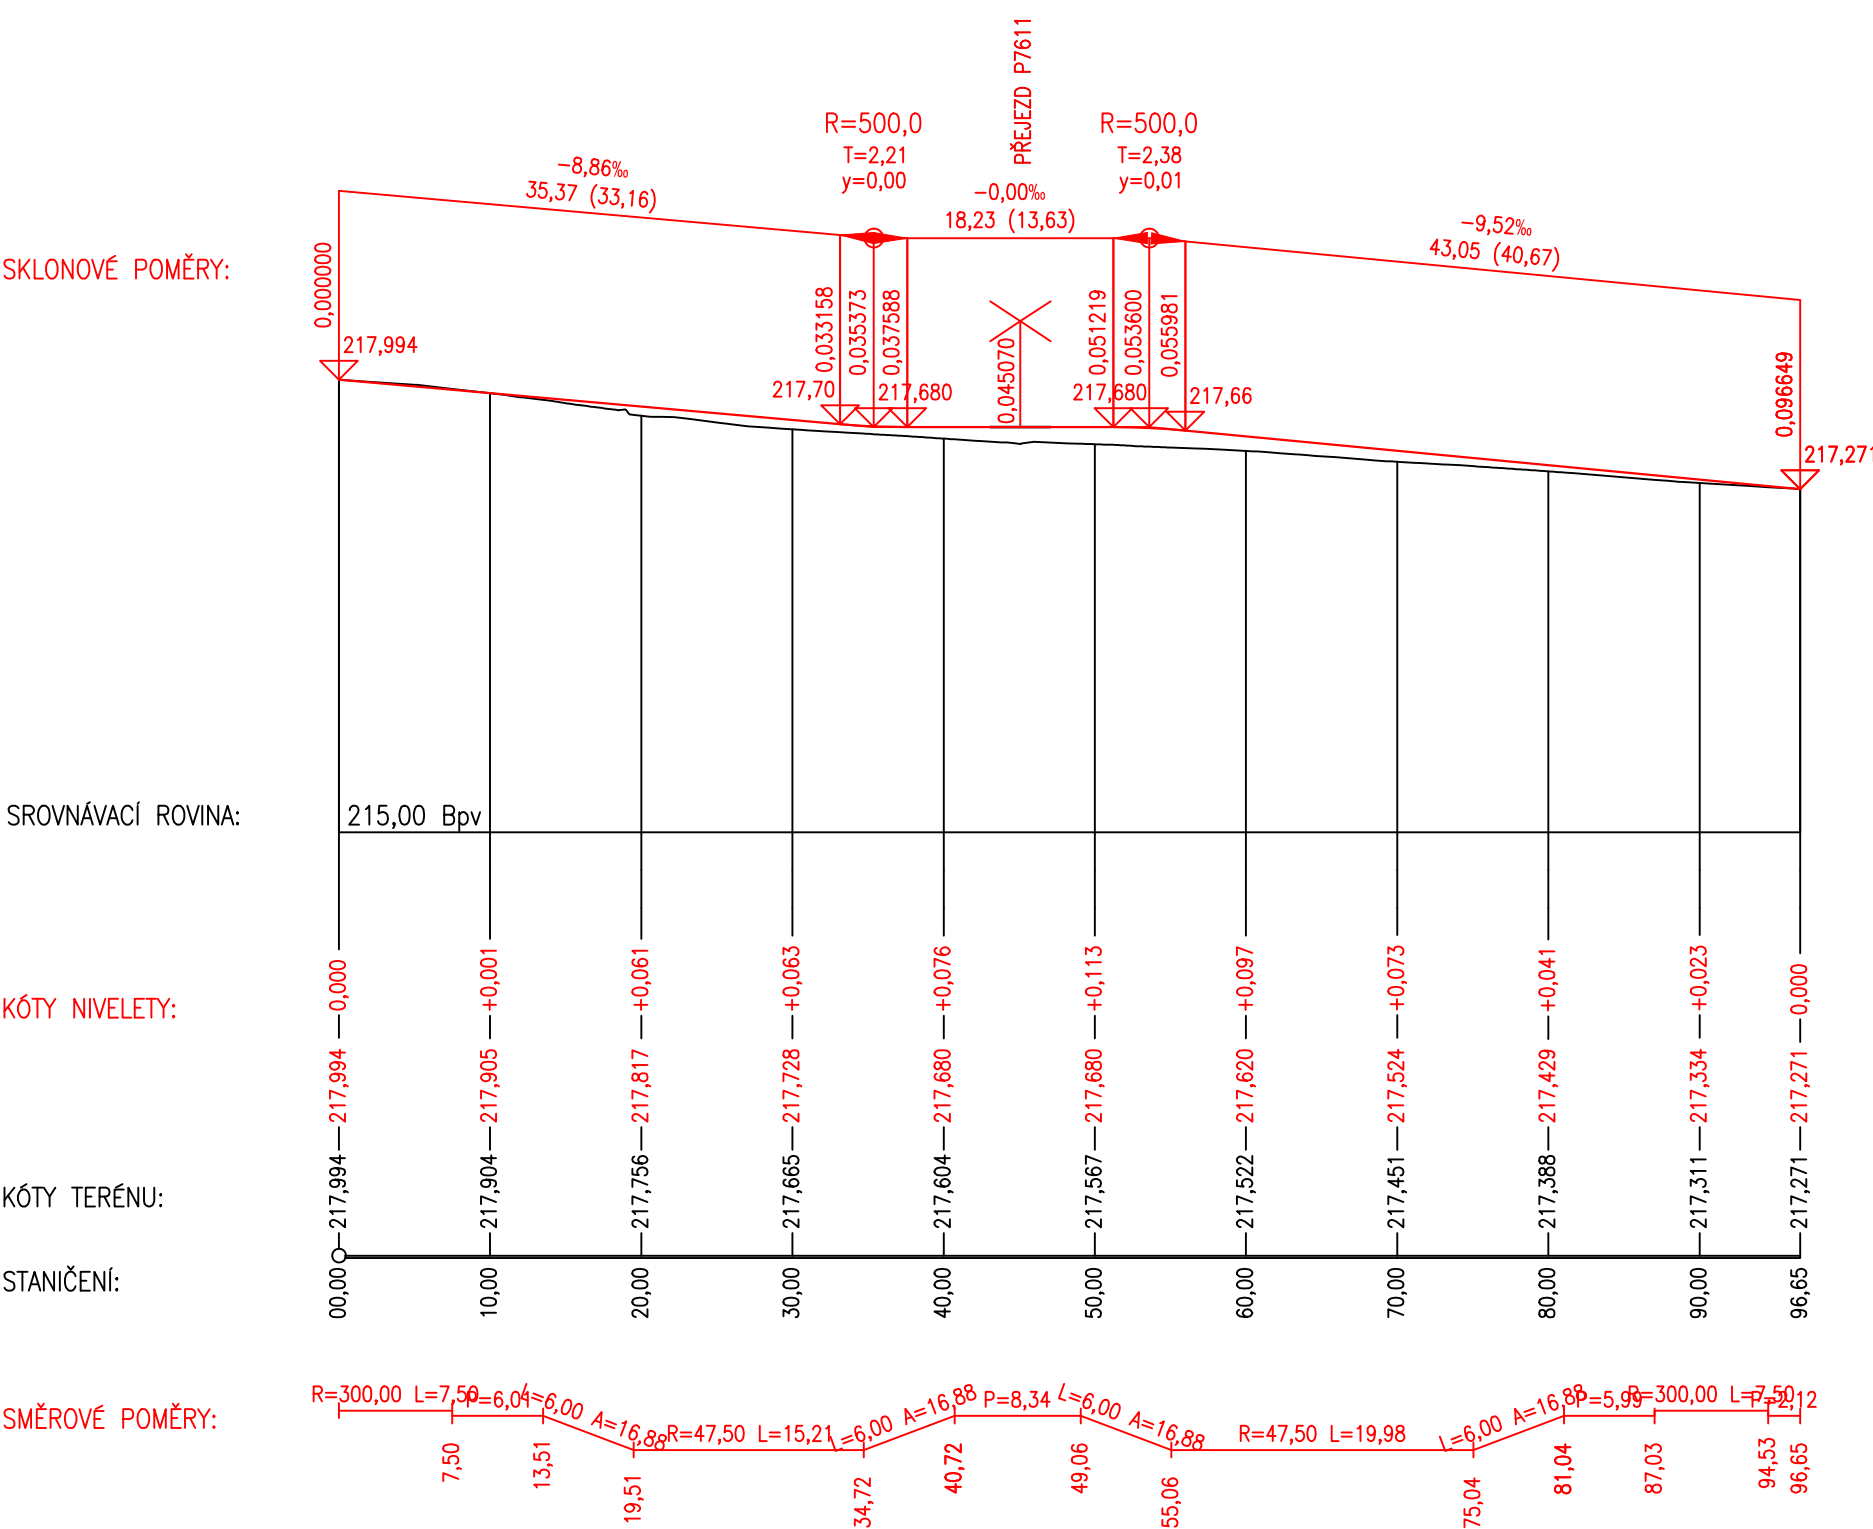 PŘEJEZD P7611
R=500,0
T=2,21
y=0,00
R=500,0
T=2,38
y=0,01
-8,86‰
35,37 (33,16)
-0,00‰
18,23 (13,63)
-9,52‰
43,05 (40,67)
SKLONOVÉ POMĚRY:
0,000000
0,033158
0,035373
0,037588
0,045070
0,051219
0,053600
0,055981
0,096649
217,994
217,70
217,680
217,680
217,66
217,271
SROVNÁVACÍ ROVINA:
215,00 Bpv
KÓTY NIVELETY:
0,000
+0,001
+0,061
+0,063
+0,076
+0,113
+0,097
+0,073
+0,041
+0,023
0,000
217,994
217,905
217,817
217,728
217,680
217,680
217,620
217,524
217,429
217,334
217,271
KÓTY TERÉNU:
217,994
217,904
217,756
217,665
217,604
217,567
217,522
217,451
217,388
217,311
217,271
STANIČENÍ:
00,00
10,00
20,00
30,00
40,00
50,00
60,00
70,00
80,00
90,00
96,65
SMĚROVÉ POMĚRY:
R=300,00 L=7,50
P=6,01
L=6,00 A=16,88
R=47,50 L=15,21
L=6,00 A=16,88
P=8,34
L=6,00 A=16,88
R=47,50 L=19,98
L=6,00 A=16,88
P=5,99
R=300,00 L=7,50
P=2,12
7,50
13,51
19,51
34,72
40,72
49,06
55,06
75,04
81,04
87,03
94,53
96,65